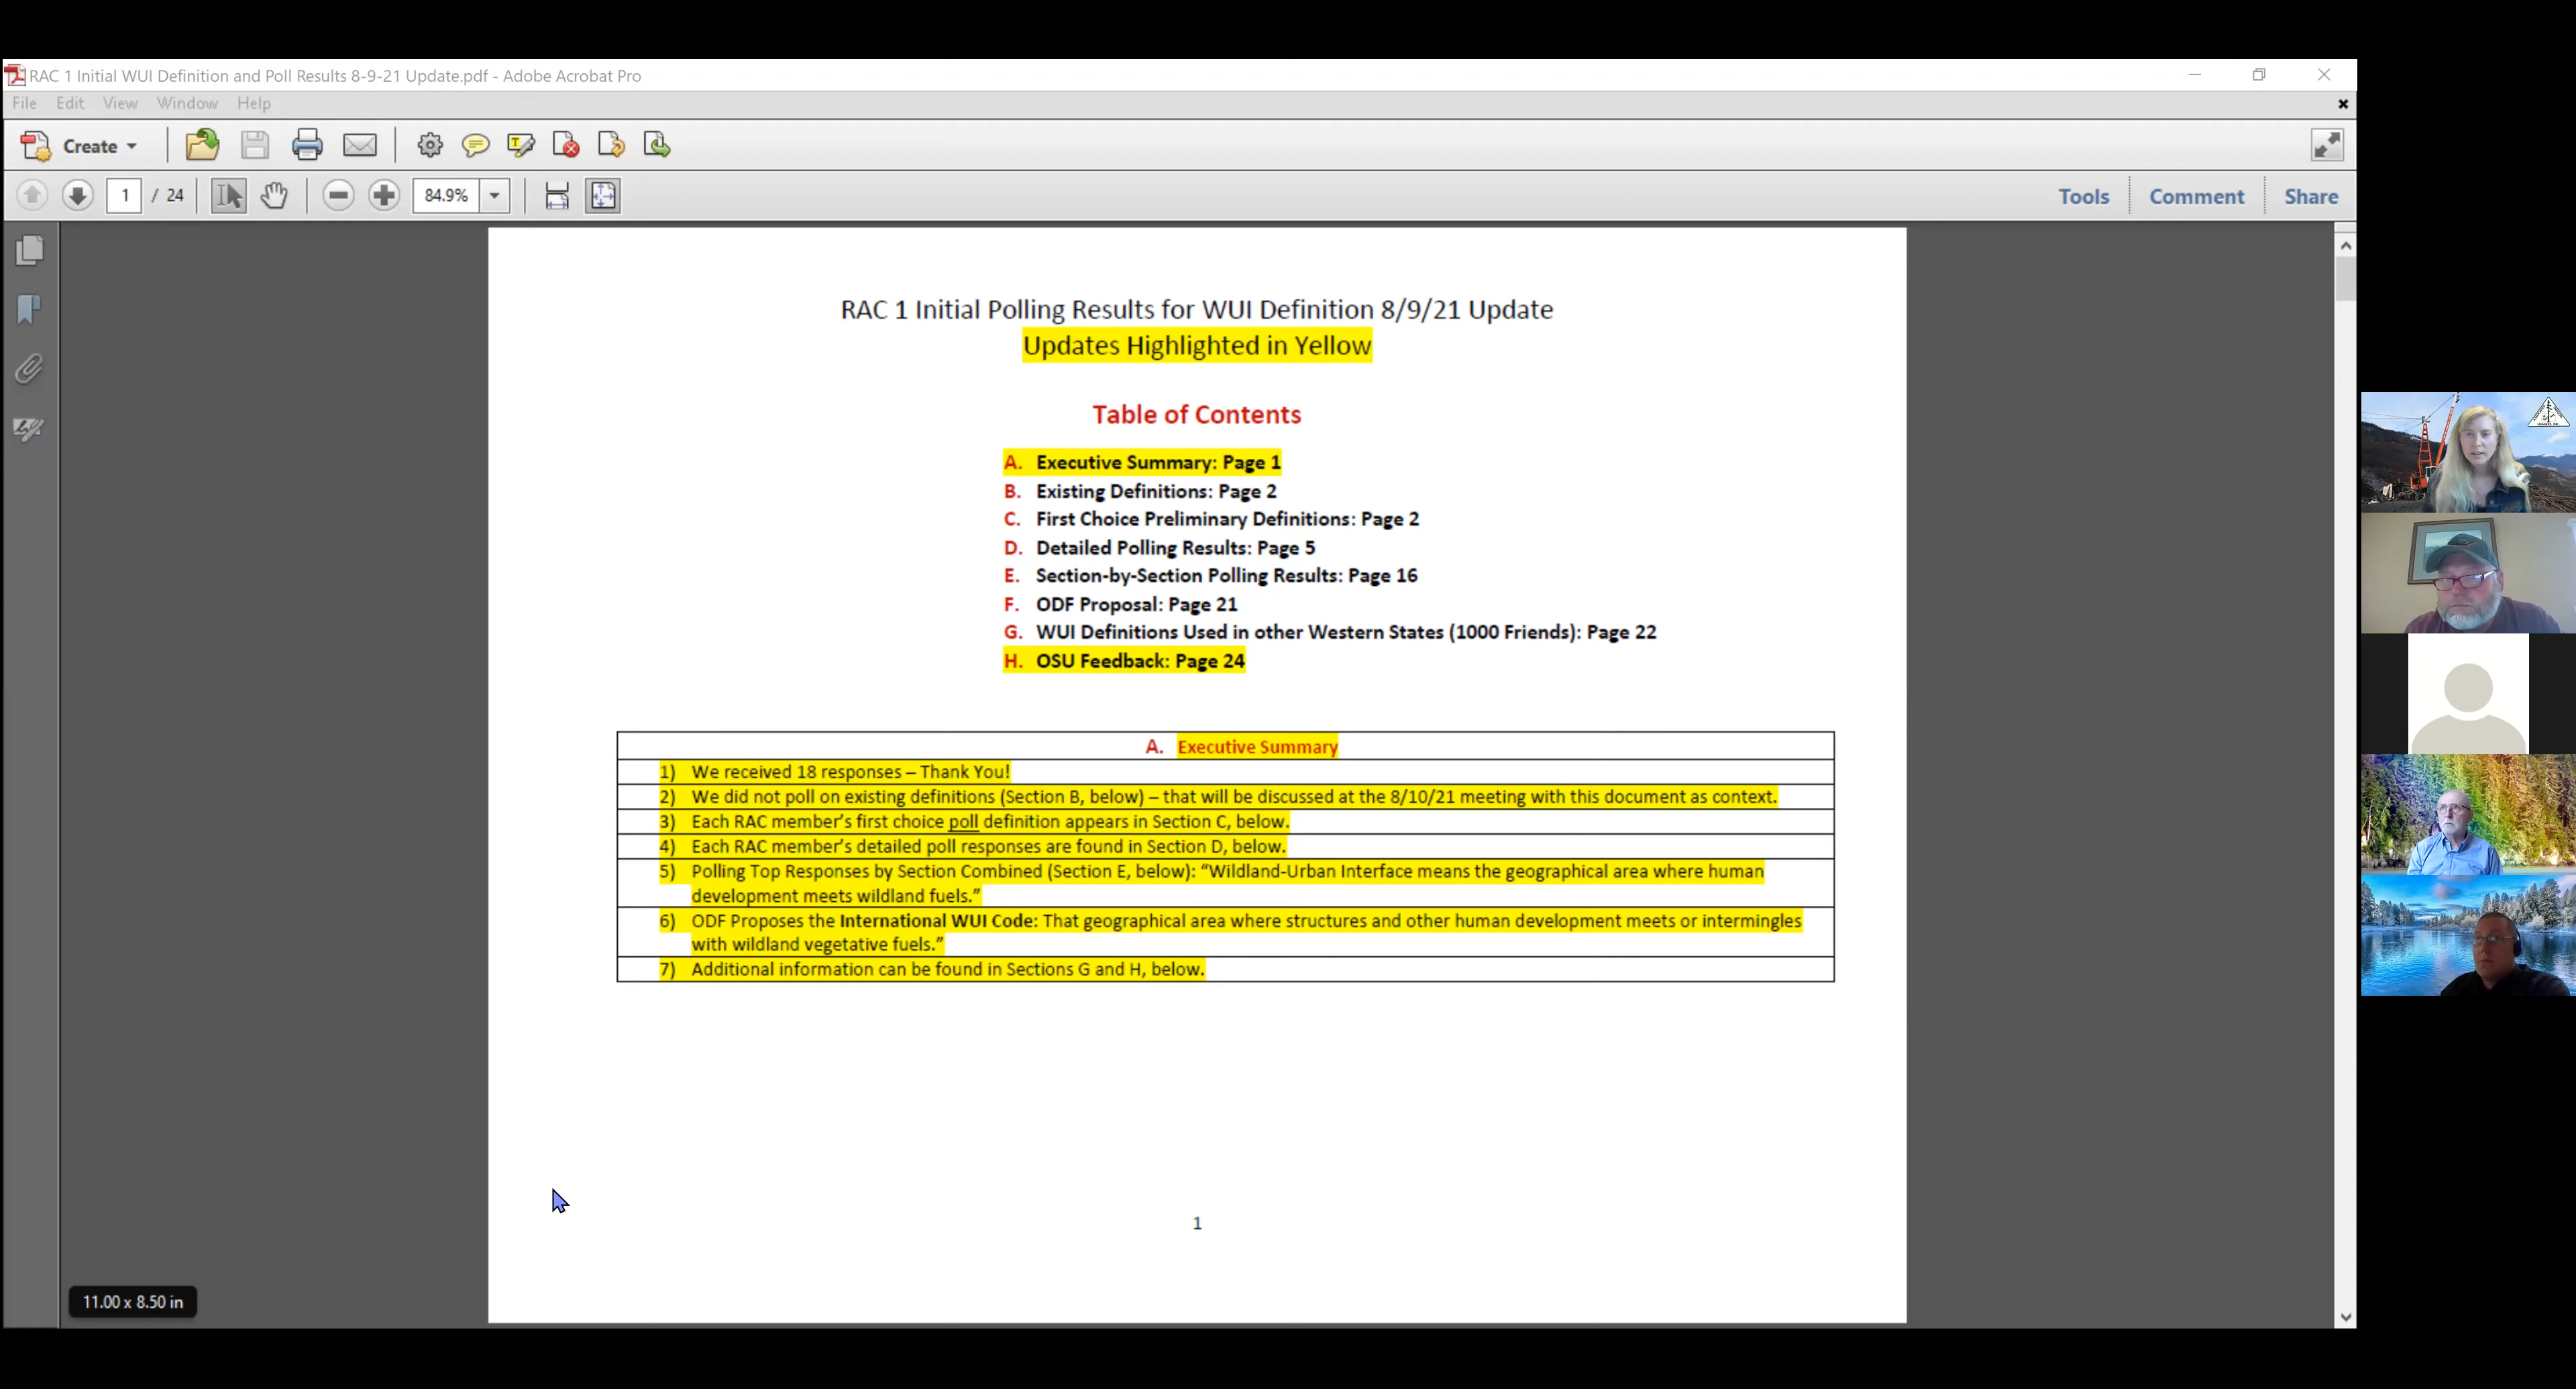 RAC 1 Initial WUI Definition and Poll Results 8-9-21 Update.pdf - Adobe Acrobat Pro
File Edit View Window Help
Create
1 / 24 84.9% Tools Comment Share
RAC 1 Initial Polling Results for WUI Definition 8/9/21 Update
Updates Highlighted in Yellow
Table of Contents
A. Executive Summary: Page 1
B. Existing Definitions: Page 2
C. First Choice Preliminary Definitions: Page 2
D. Detailed Polling Results: Page 5
E. Section-by-Section Polling Results: Page 16
F. ODF Proposal: Page 21
G. WUI Definitions Used in other Western States (1000 Friends): Page 22
H. OSU Feedback: Page 24
A. Executive Summary
1) We received 18 responses – Thank You!
2) We did not poll on existing definitions (Section B, below) – that will be discussed at the 8/10/21 meeting with this document as context.
3) Each RAC member's first choice poll definition appears in Section C, below.
4) Each RAC member's detailed poll responses are found in Section D, below.
5) Polling Top Responses by Section Combined (Section E, below): “Wildland-Urban Interface means the geographical area where human
development meets wildland fuels.”
6) ODF Proposes the International WUI Code: That geographical area where structures and other human development meets or intermingles
with wildland vegetative fuels.”
7) Additional information can be found in Sections G and H, below.
1
11.00 x 8.50 in